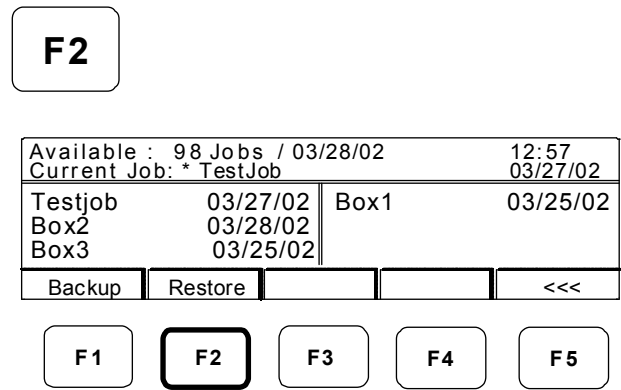 F2
Available : 98 Jobs / 03/28/02 12:57
Current Job: * TestJob 03/27/02
Testjob 03/27/02 Box1 03/25/02
Box2 03/28/02
Box3 03/25/02
Backup Restore <<<
F1 F2 F3 F4 F5